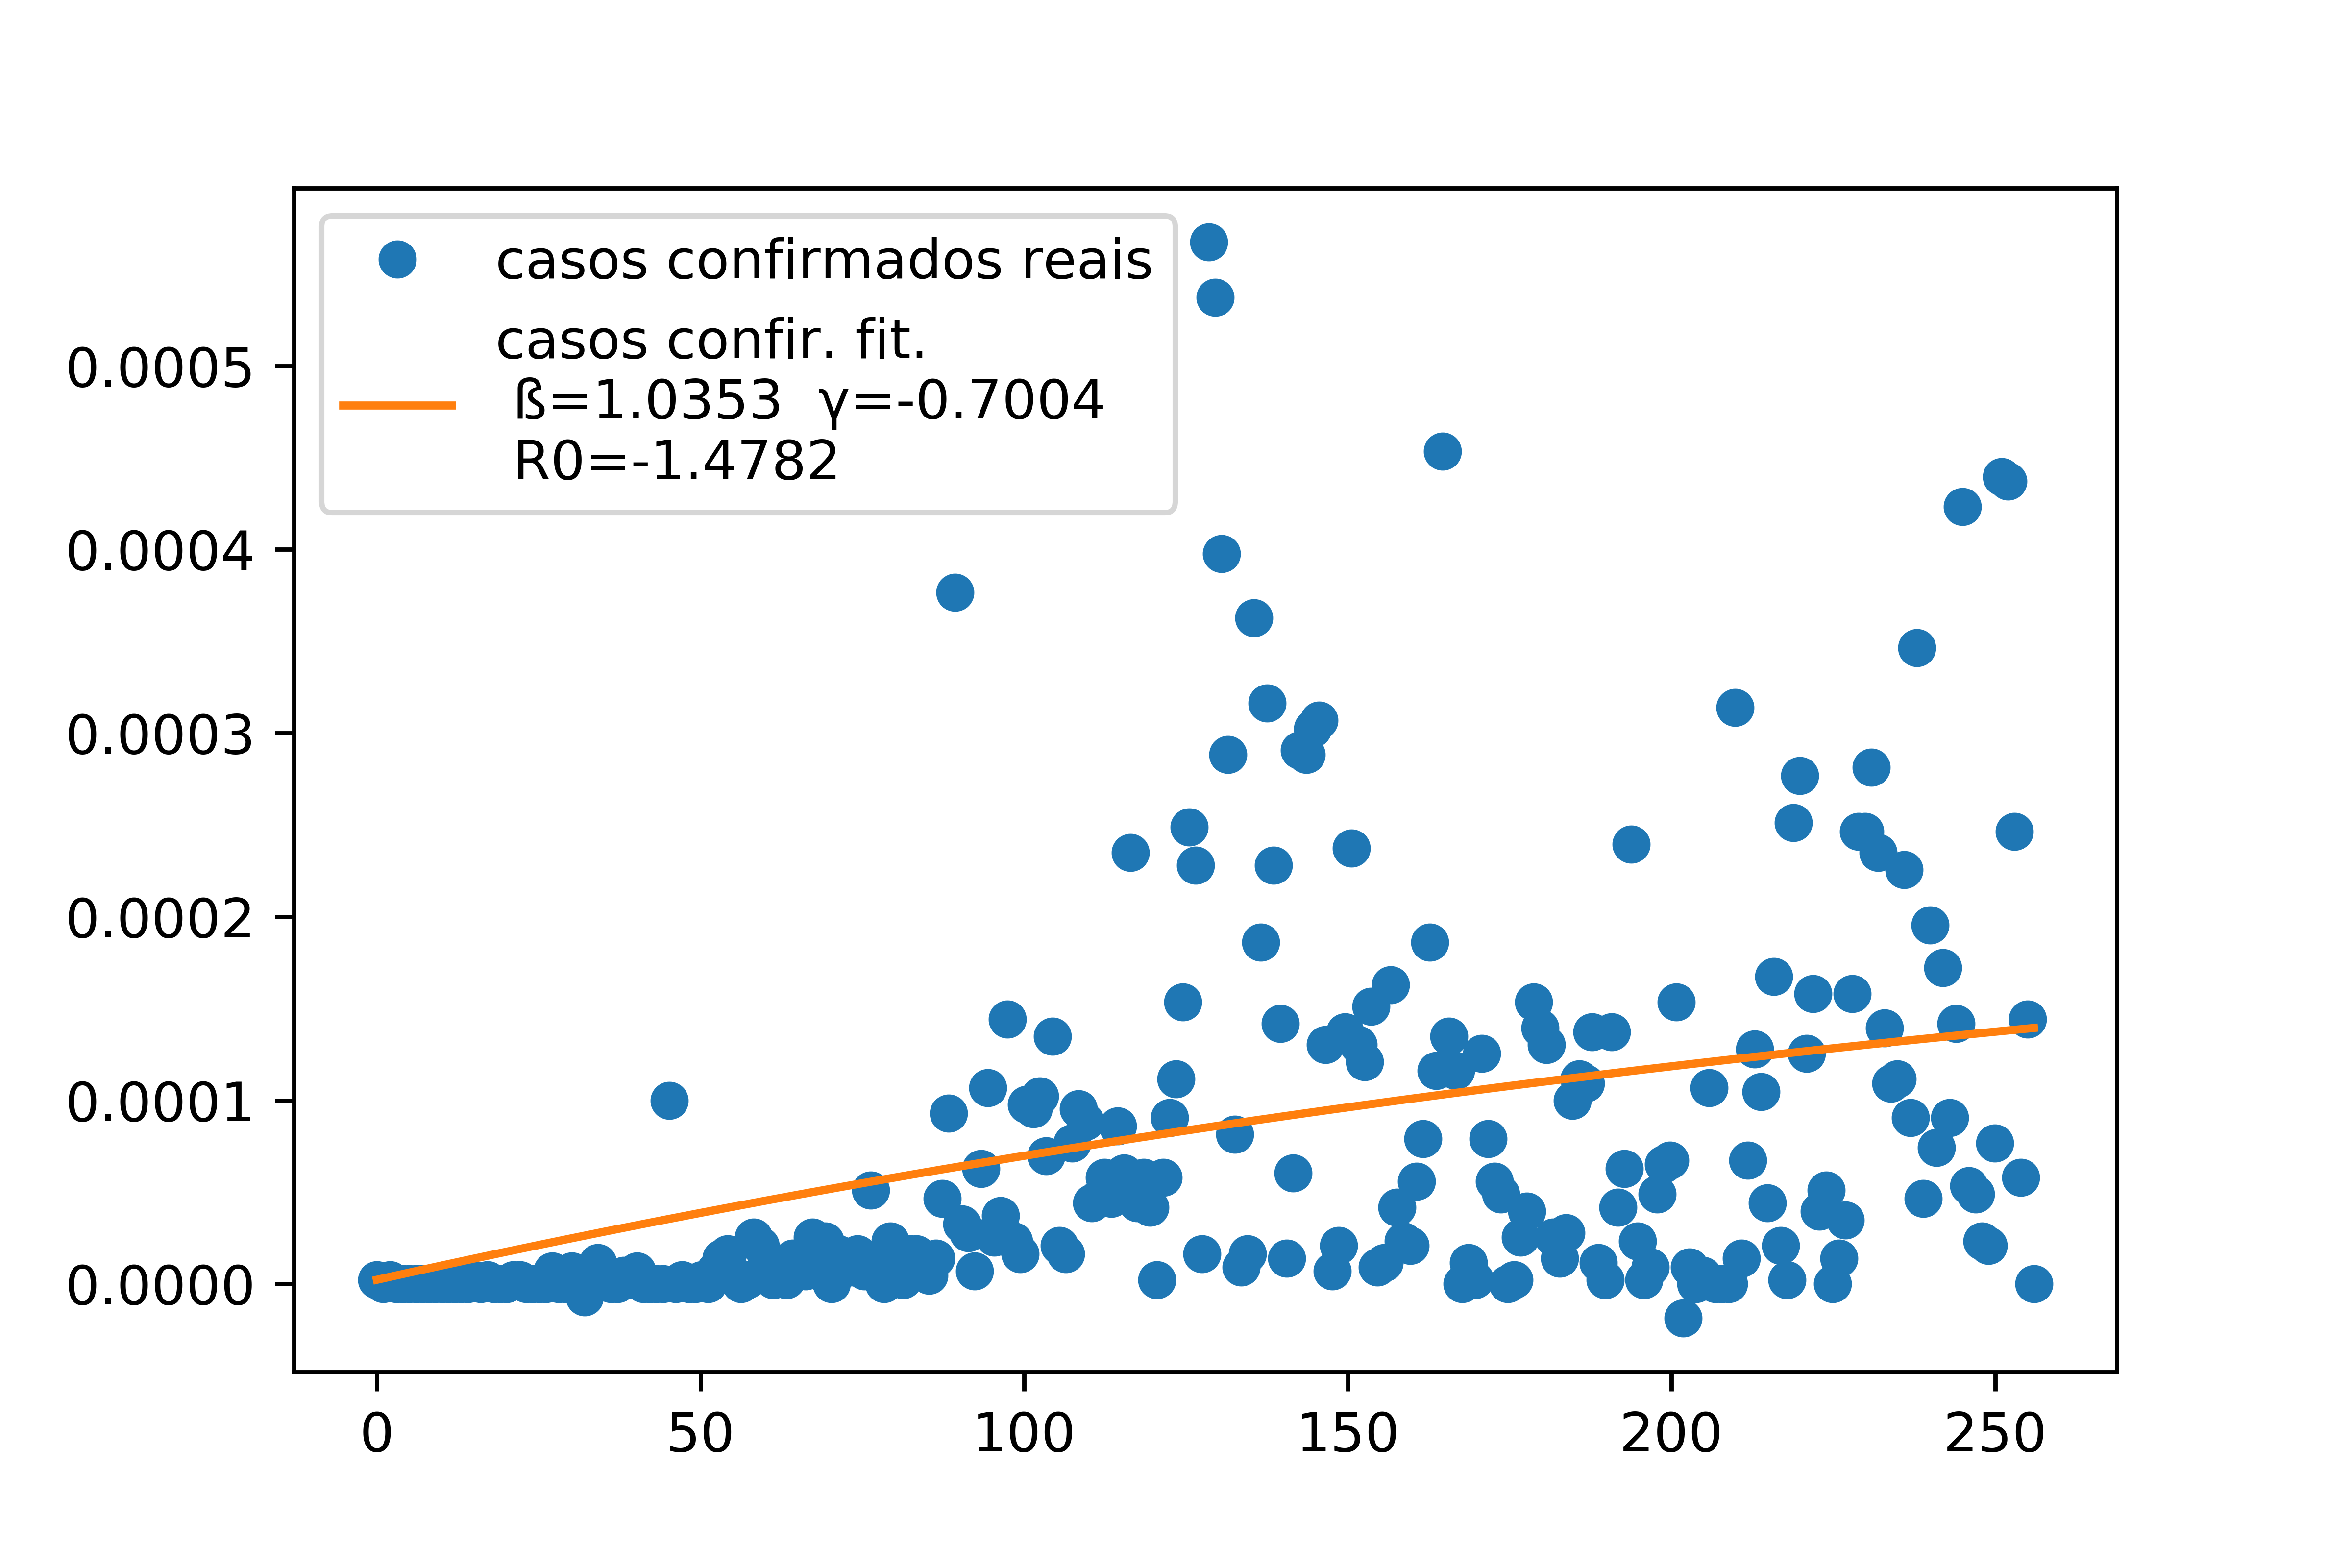 casos confirmados reais
casos confir. fit.
ß=1.0353 γ=-0.7004
R0=-1.4782
0.0005
0.0004
0.0003
0.0002
0.0001
0.0000
0 50 100 150 200 250